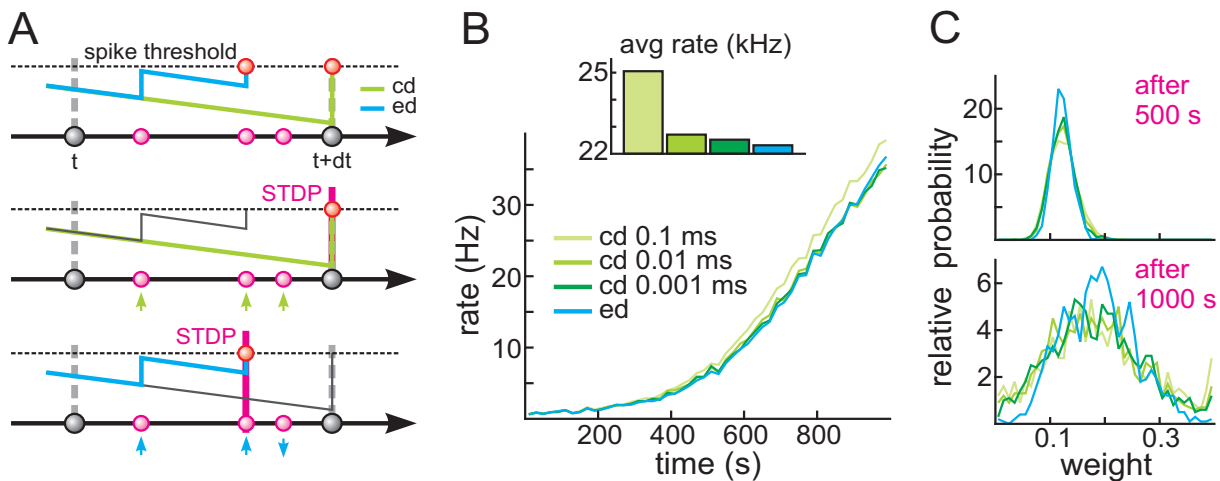 A
spike threshold
cd
ed
t
t+dt
STDP
STDP
B
avg rate (kHz)
25
22
rate (Hz)
30
20
10
cd 0.1 ms
cd 0.01 ms
cd 0.001 ms
ed
200
400
600
800
time (s)
C
relative probability
after
500 s
20
10
after
1000 s
6
4
2
0.1
0.3
weight